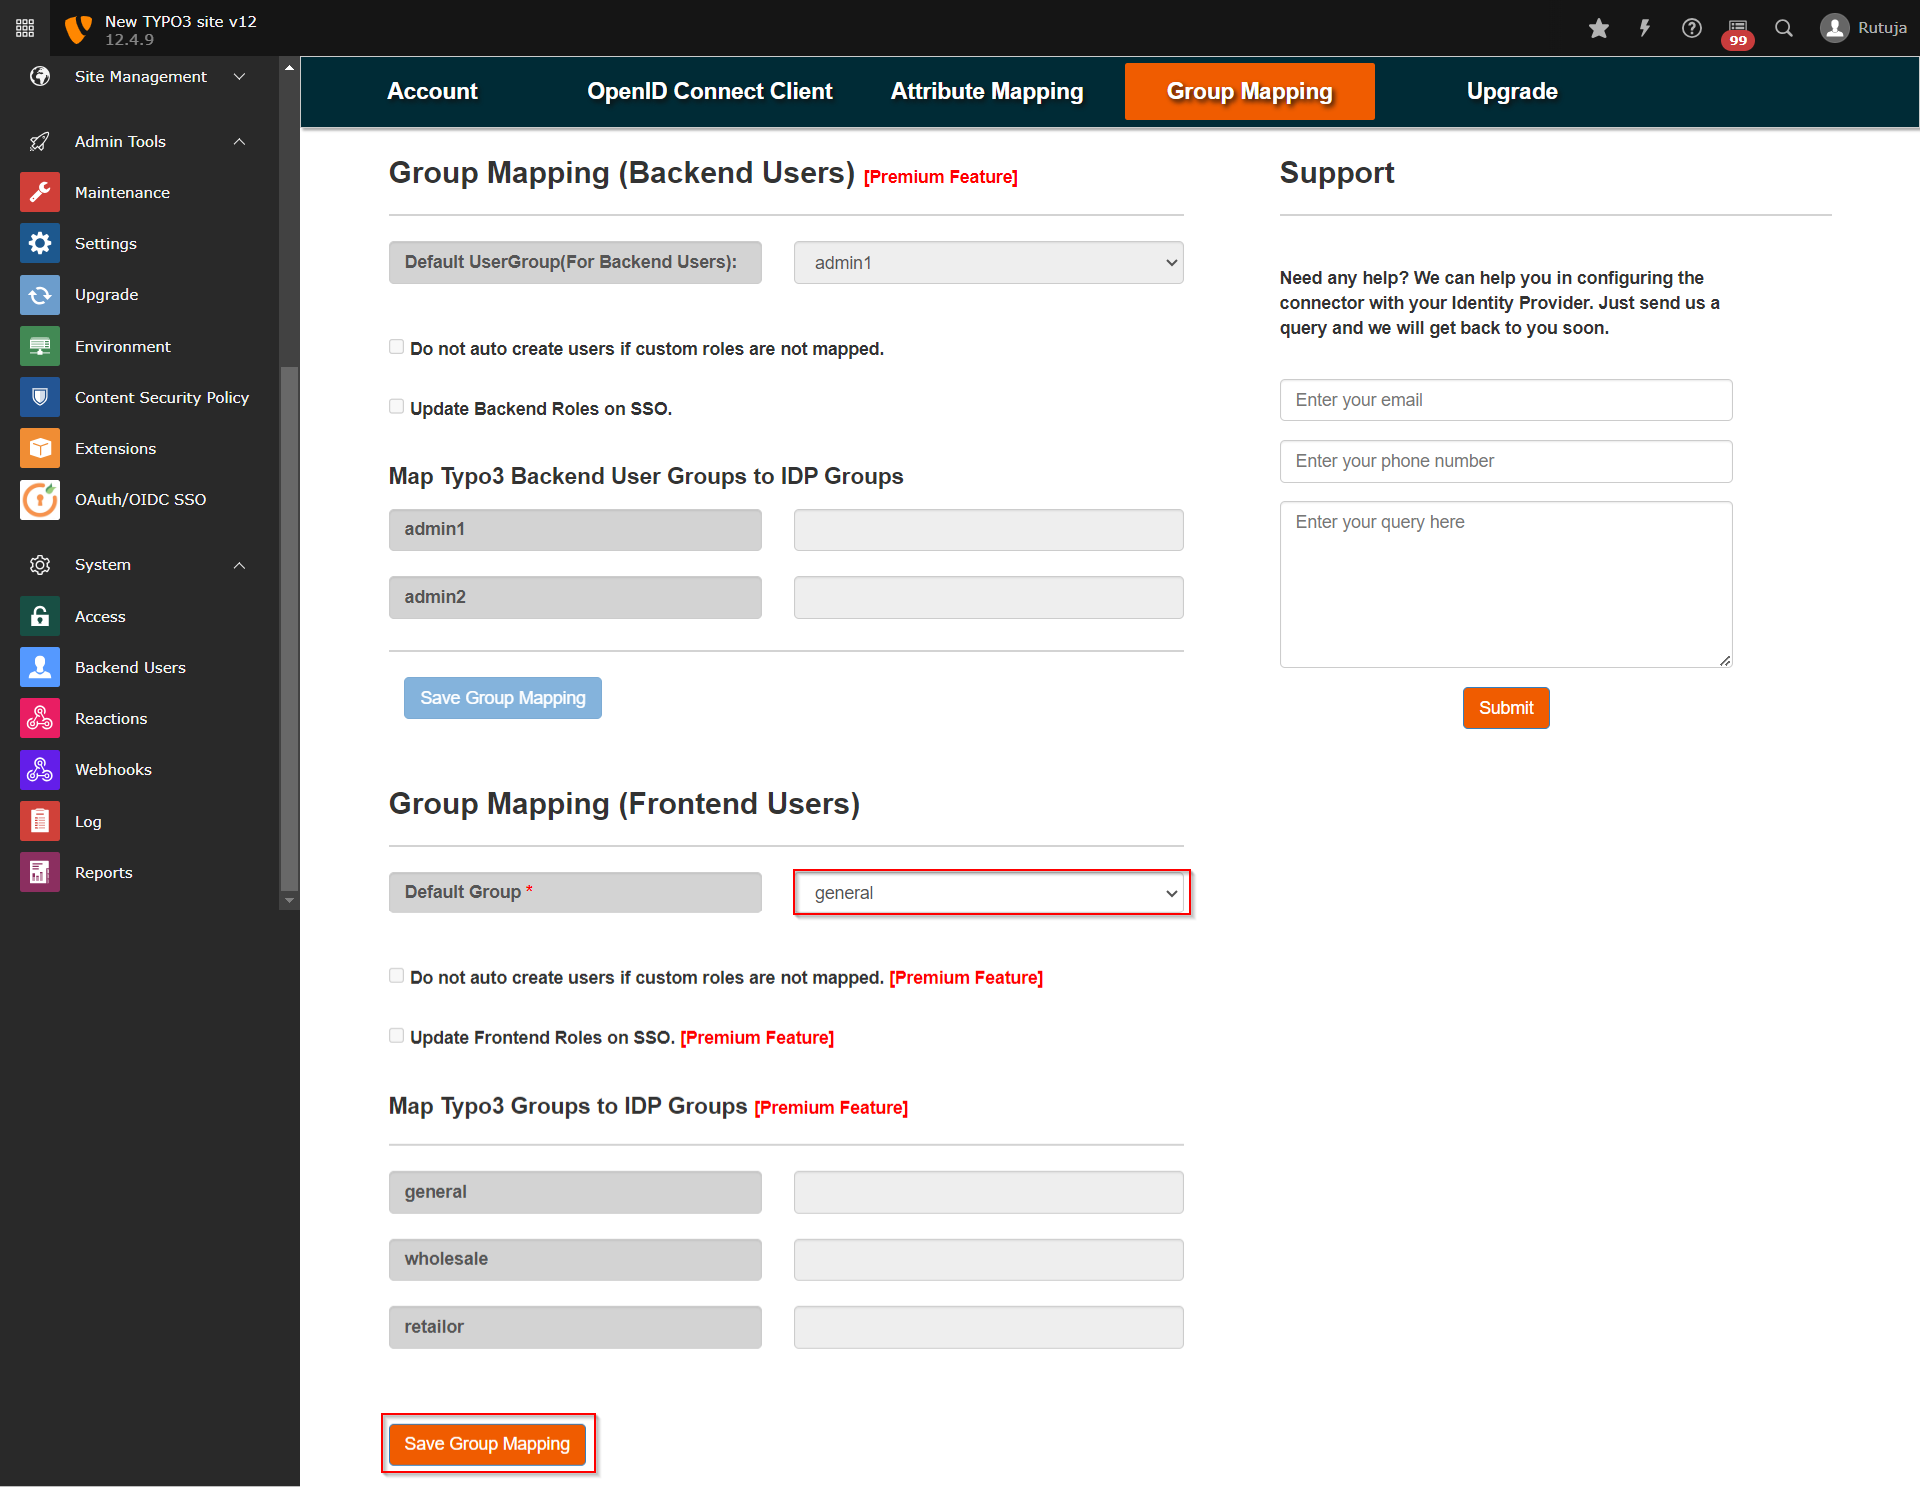 New TYPO3 site v12
12.4.9
99
Rutuja
Site Management
Admin Tools
Maintenance
Settings
Upgrade
Environment
Content Security Policy
Extensions
OAuth/OIDC SSO
System
Access
Backend Users
Reactions
Webhooks
Log
Reports
Account
OpenID Connect Client
Attribute Mapping
Group Mapping
Upgrade
Group Mapping (Backend Users) [Premium Feature]
Default UserGroup(For Backend Users):
admin1
Do not auto create users if custom roles are not mapped.
Update Backend Roles on SSO.
Map Typo3 Backend User Groups to IDP Groups
admin1
admin2
Save Group Mapping
Group Mapping (Frontend Users)
Default Group *
general
Do not auto create users if custom roles are not mapped. [Premium Feature]
Update Frontend Roles on SSO. [Premium Feature]
Map Typo3 Groups to IDP Groups [Premium Feature]
general
wholesale
retailor
Save Group Mapping
Support
Need any help? We can help you in configuring the
connector with your Identity Provider. Just send us a
query and we will get back to you soon.
Enter your email
Enter your phone number
Enter your query here
Submit